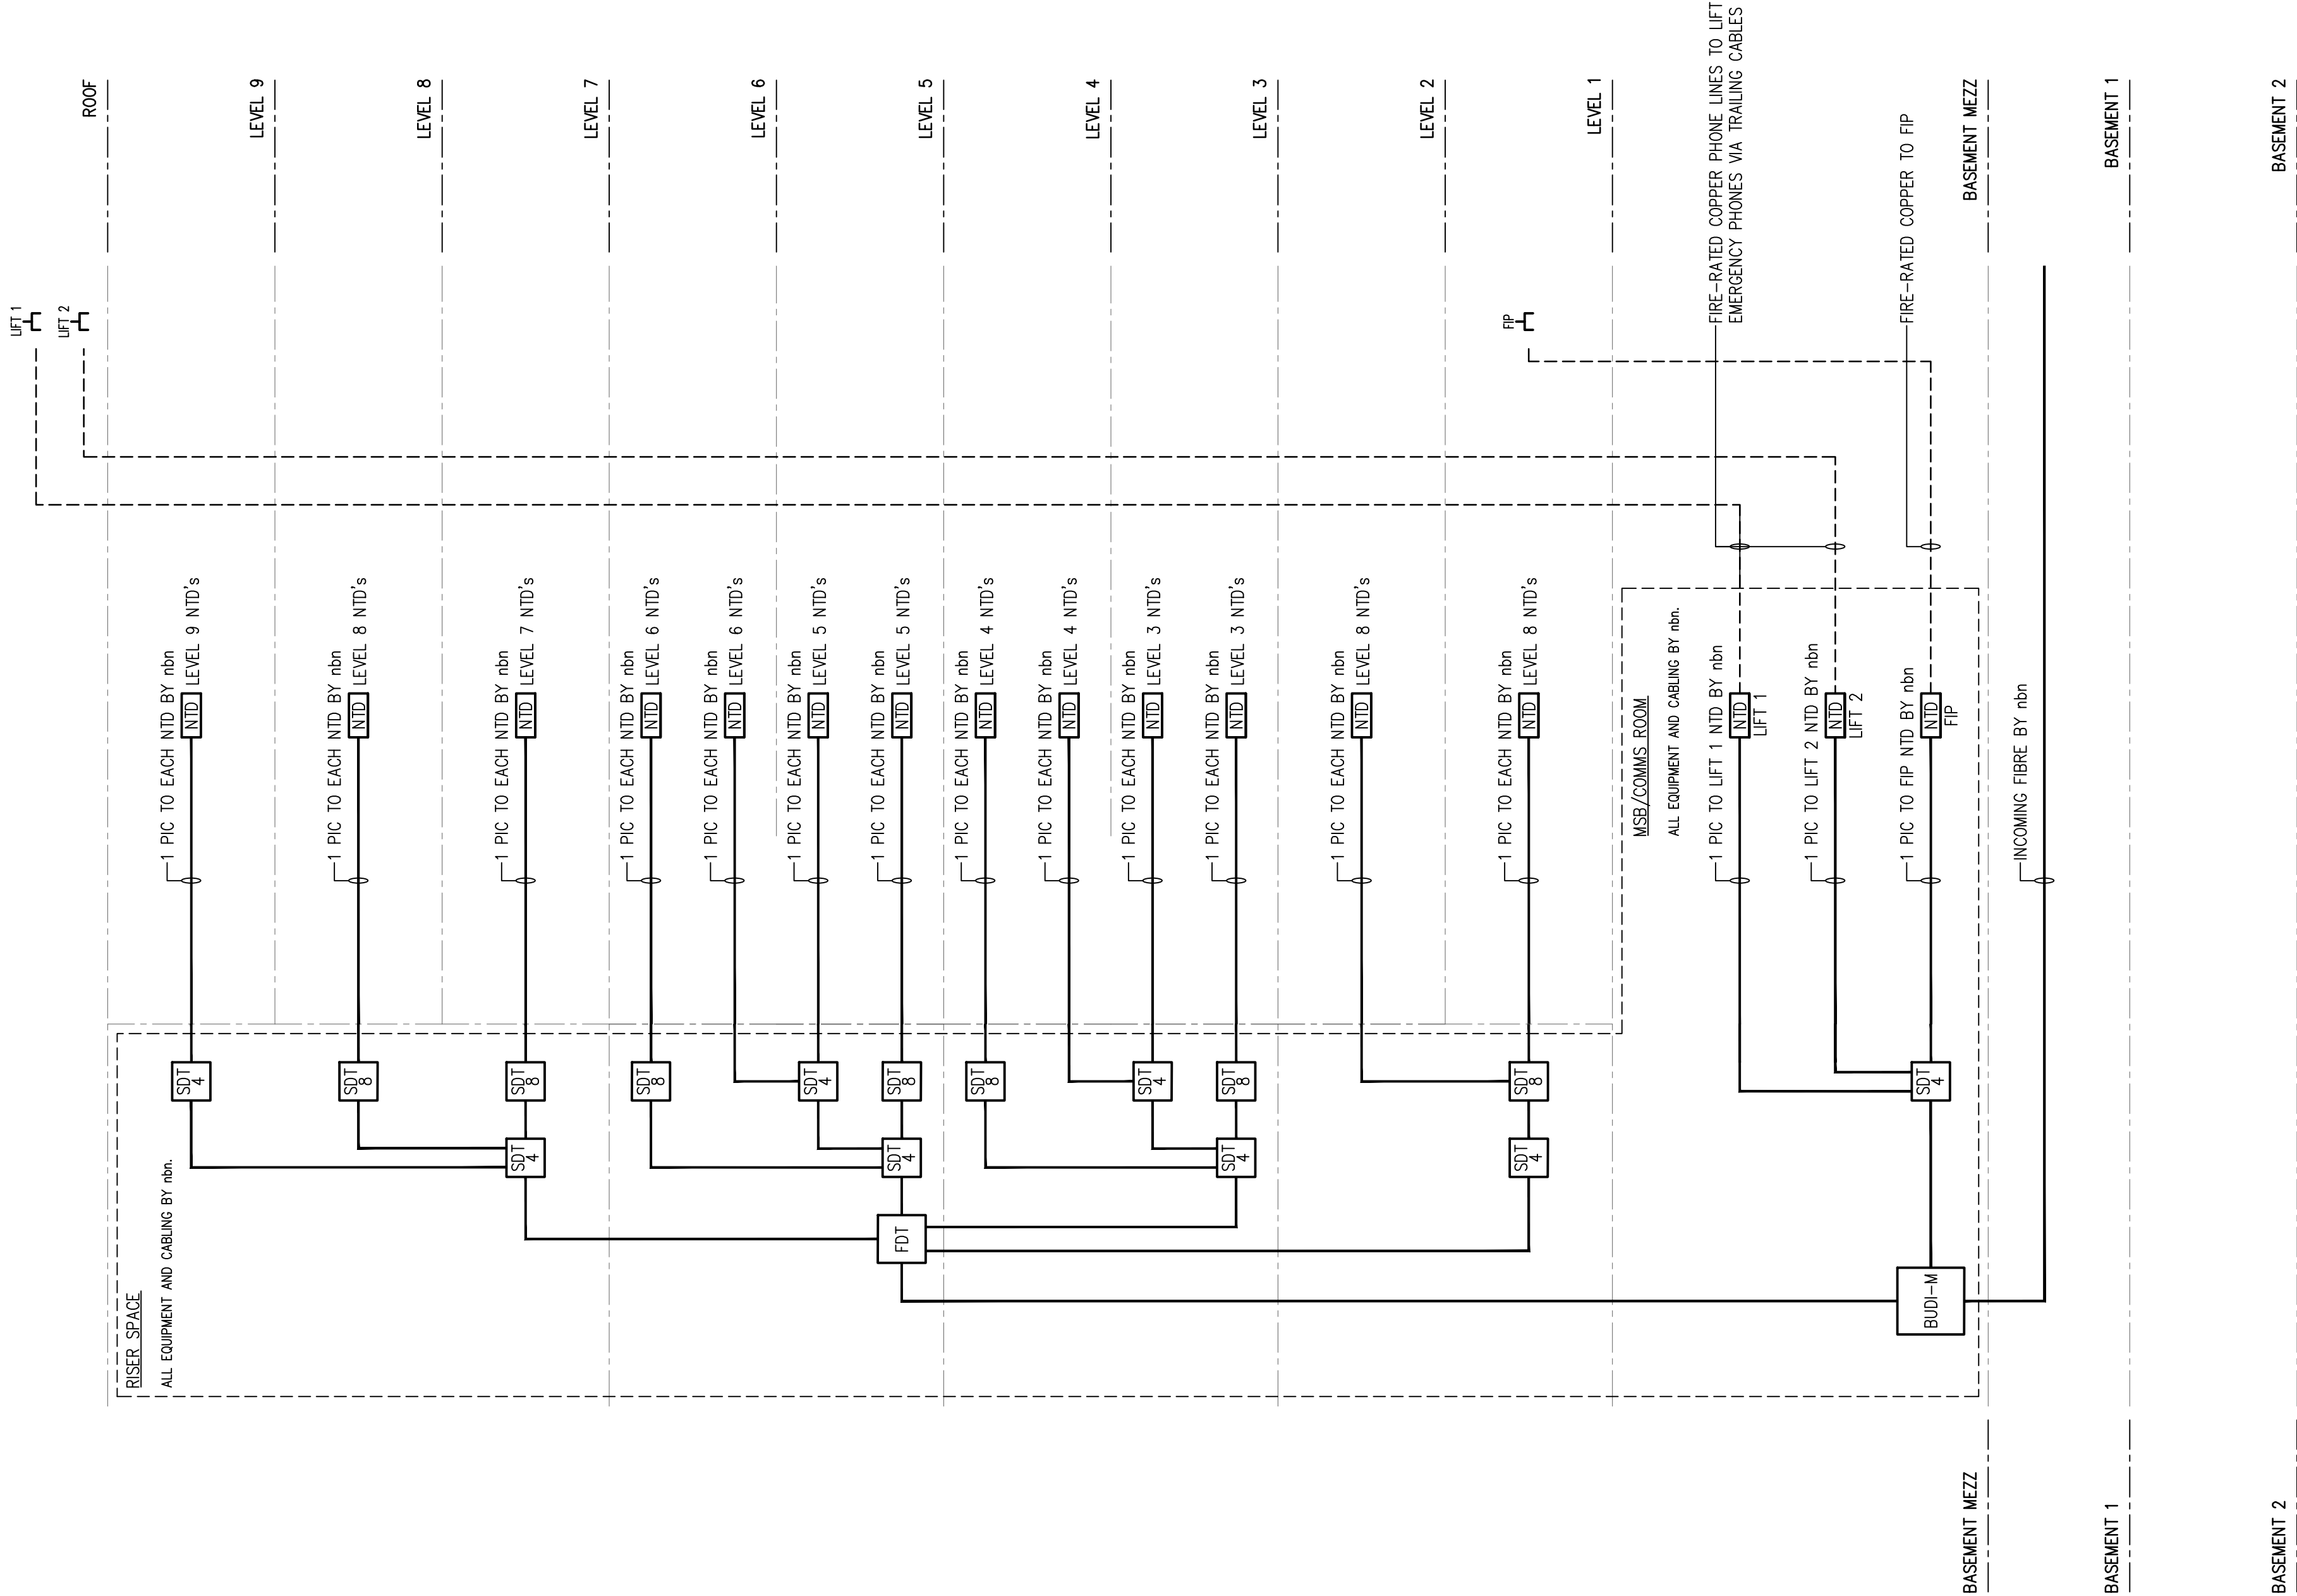 LIFT 1
LIFT 2
ROOF
LEVEL 9
LEVEL 8
LEVEL 7
LEVEL 6
LEVEL 5
LEVEL 4
LEVEL 3
LEVEL 2
LEVEL 1
BASEMENT MEZZ
BASEMENT 1
BASEMENT 2
FIP
FIRE-RATED COPPER PHONE LINES TO LIFT
EMERGENCY PHONES VIA TRAILING CABLES
FIRE-RATED COPPER TO FIP
RISER SPACE
ALL EQUIPMENT AND CABLING BY nbn.
1 PIC TO EACH NTD BY nbn
SDT
4
NTD LEVEL 9 NTD's
1 PIC TO EACH NTD BY nbn
SDT
8
NTD LEVEL 8 NTD's
1 PIC TO EACH NTD BY nbn
SDT
4
SDT
8
NTD LEVEL 7 NTD's
1 PIC TO EACH NTD BY nbn
SDT
8
NTD LEVEL 6 NTD's
1 PIC TO EACH NTD BY nbn
NTD LEVEL 6 NTD's
1 PIC TO EACH NTD BY nbn
SDT
4
NTD LEVEL 5 NTD's
1 PIC TO EACH NTD BY nbn
FDT
SDT
4
SDT
8
NTD LEVEL 5 NTD's
1 PIC TO EACH NTD BY nbn
SDT
8
NTD LEVEL 4 NTD's
1 PIC TO EACH NTD BY nbn
NTD LEVEL 4 NTD's
1 PIC TO EACH NTD BY nbn
SDT
4
NTD LEVEL 3 NTD's
1 PIC TO EACH NTD BY nbn
SDT
4
SDT
8
NTD LEVEL 3 NTD's
1 PIC TO EACH NTD BY nbn
NTD LEVEL 8 NTD's
1 PIC TO EACH NTD BY nbn
SDT
4
SDT
8
NTD LEVEL 8 NTD's
MSB/COMMS ROOM
ALL EQUIPMENT AND CABLING BY nbn.
1 PIC TO LIFT 1 NTD BY nbn
NTD
LIFT 1
1 PIC TO LIFT 2 NTD BY nbn
NTD
LIFT 2
1 PIC TO FIP NTD BY nbn
BUDI-M
SDT
4
NTD
FIP
INCOMING FIBRE BY nbn
BASEMENT MEZZ
BASEMENT 1
BASEMENT 2